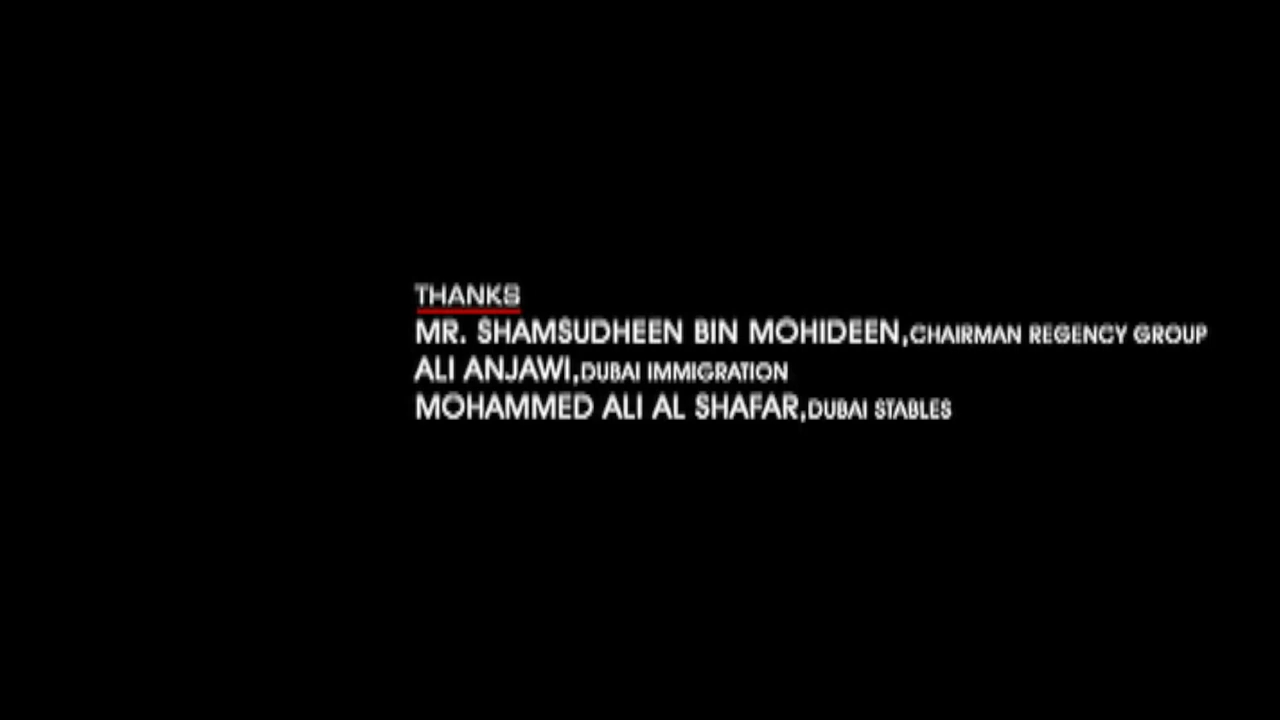 THANKS
MR. SHAMSUDHEEN BIN MOHIDEEN,CHAIRMAN REGENCY GROUP
ALI ANJAWI,DUBAI IMMIGRATION
MOHAMMED ALI AL SHAFAR,DUBAI STABLES